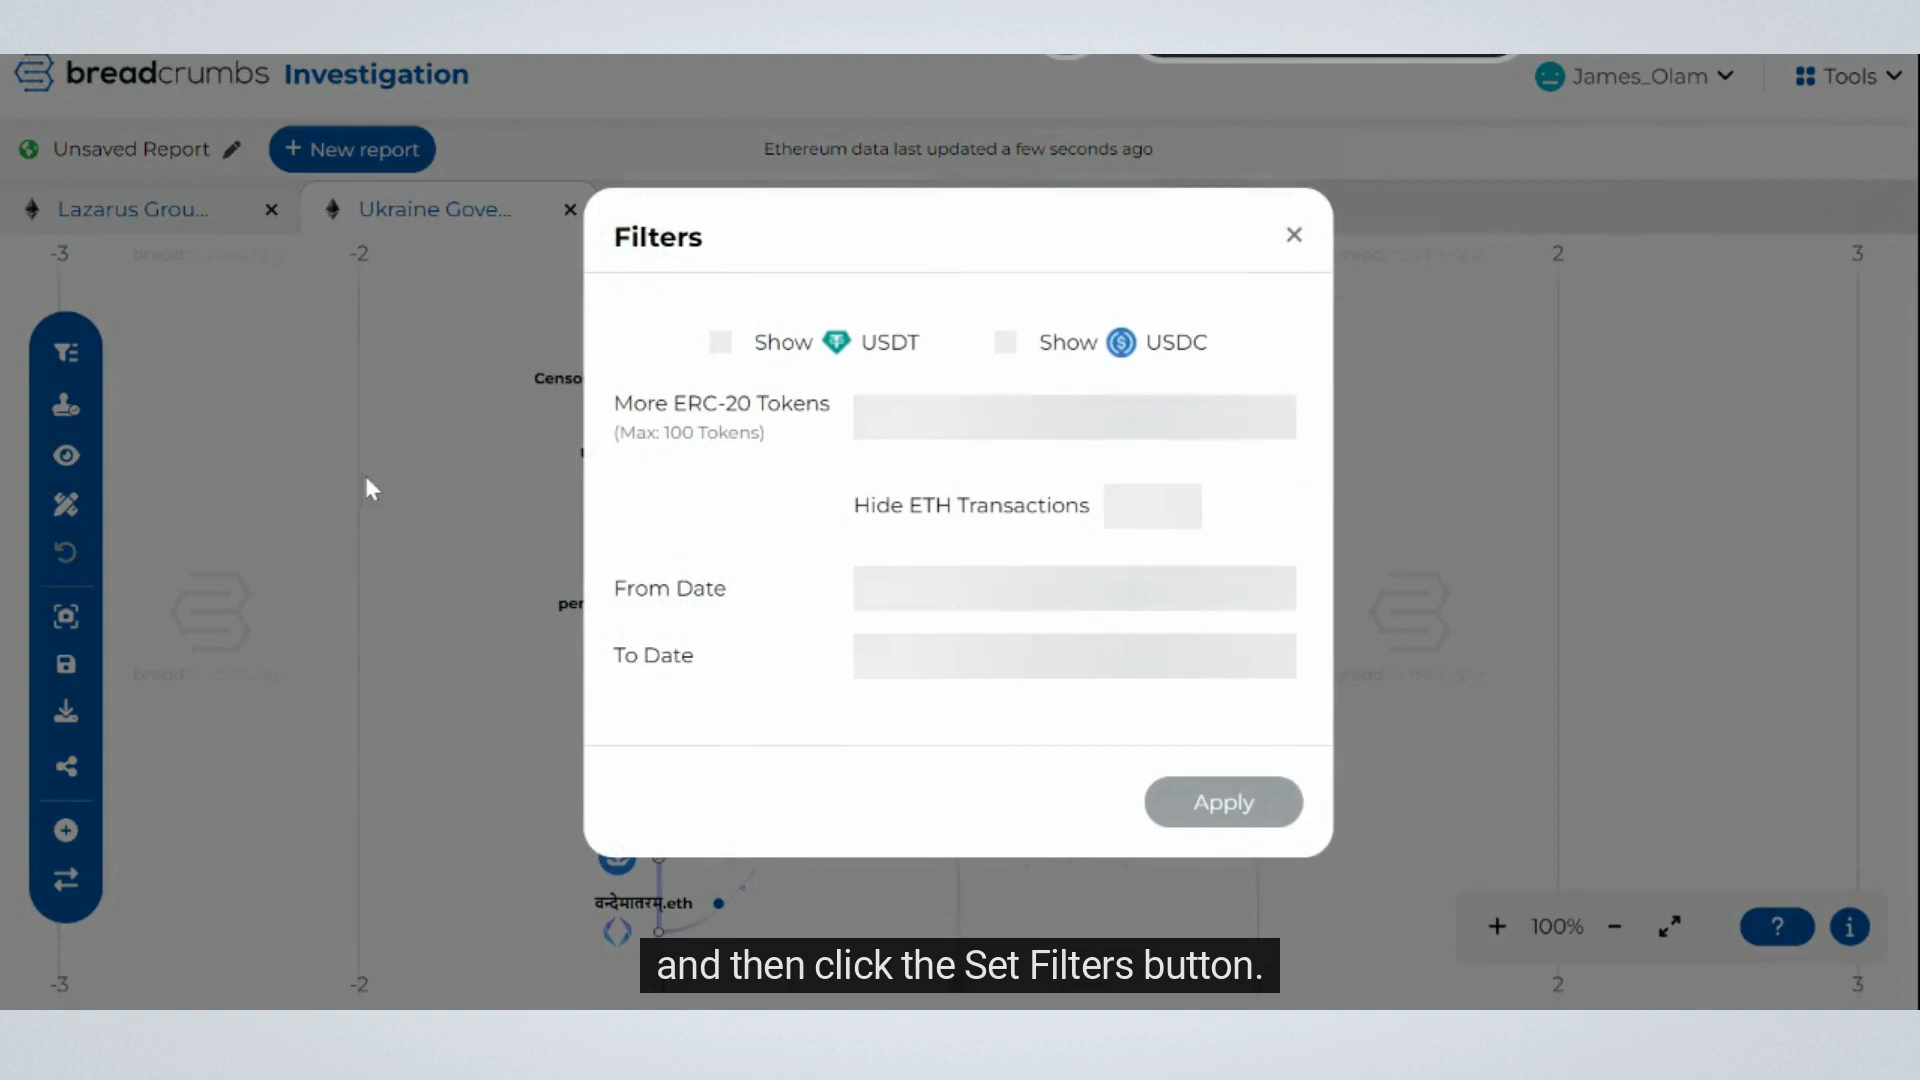 breadcrumbs Investigation
James_Olam
Tools
Unsaved Report
+ New report
Ethereum data last updated a few seconds ago
Lazarus Grou...
Ukraine Gove...
-3
-2
2
3
Filters
Show USDT
Show USDC
Censo
More ERC-20 Tokens
(Max: 100 Tokens)
Hide ETH Transactions
From Date
per
To Date
Apply
वन्देमातरम्.eth
+ 100% -
?
i
and then click the Set Filters button.
-3
-2
2
3